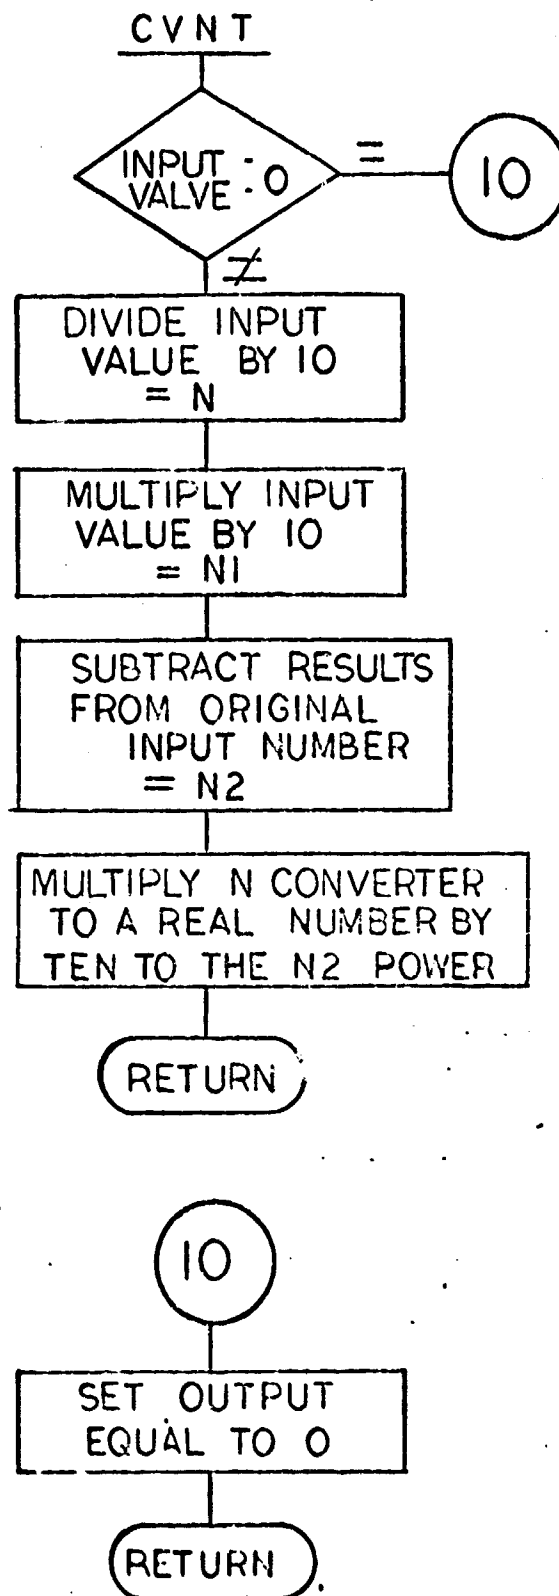 CVNT
INPUT : 0
VALVE
=
10
≠
DIVIDE INPUT
VALUE BY 10
= N
MULTIPLY INPUT
VALUE BY 10
= N1
SUBTRACT RESULTS
FROM ORIGINAL
INPUT NUMBER
= N2
MULTIPLY N CONVERTER
TO A REAL NUMBER BY
TEN TO THE N2 POWER
RETURN
10
SET OUTPUT
EQUAL TO 0
RETURN